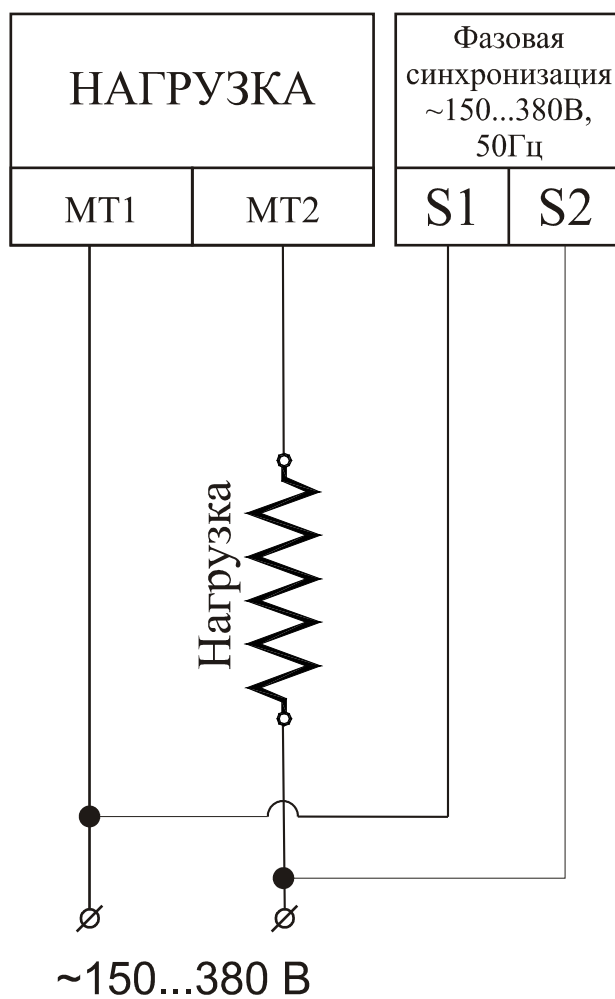 НАГРУЗКА
Фазовая
синхронизация
~150...380В,
50Гц
МТ1
МТ2
S1
S2
Нагрузка
~150...380 В